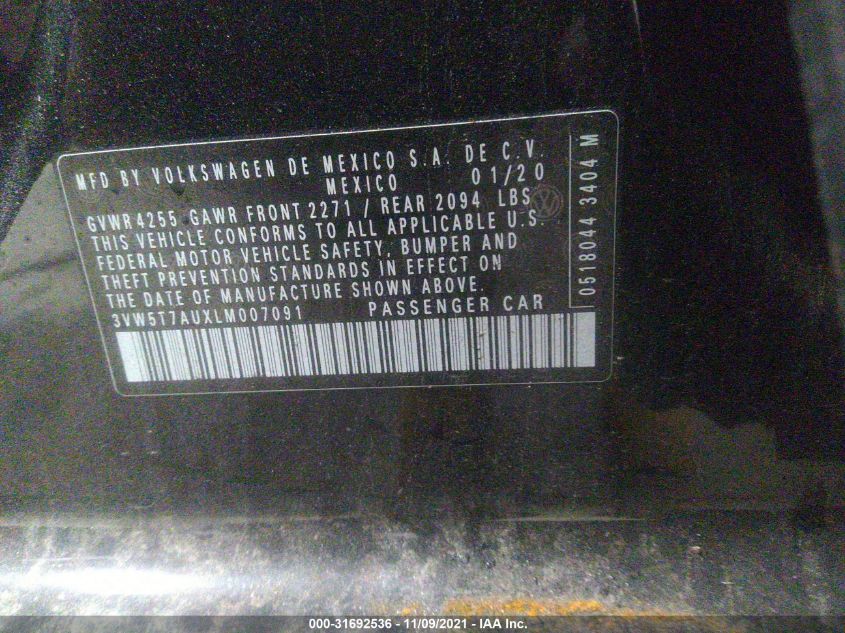 MFD BY VOLKSWAGEN DE MEXICO S.A. DE C.V.
MEXICO 01/20
GVWR 4255 GAWR FRONT 2271 / REAR 2094 LBS
THIS VEHICLE CONFORMS TO ALL APPLICABLE U.S.
FEDERAL MOTOR VEHICLE SAFETY, BUMPER AND
THEFT PREVENTION STANDARDS IN EFFECT ON
THE DATE OF MANUFACTURE SHOWN ABOVE.
3VW5T7AUXLM007091 PASSENGER CAR
0518044 3404 M
000-31692536 - 11/09/2021 - IAA Inc.